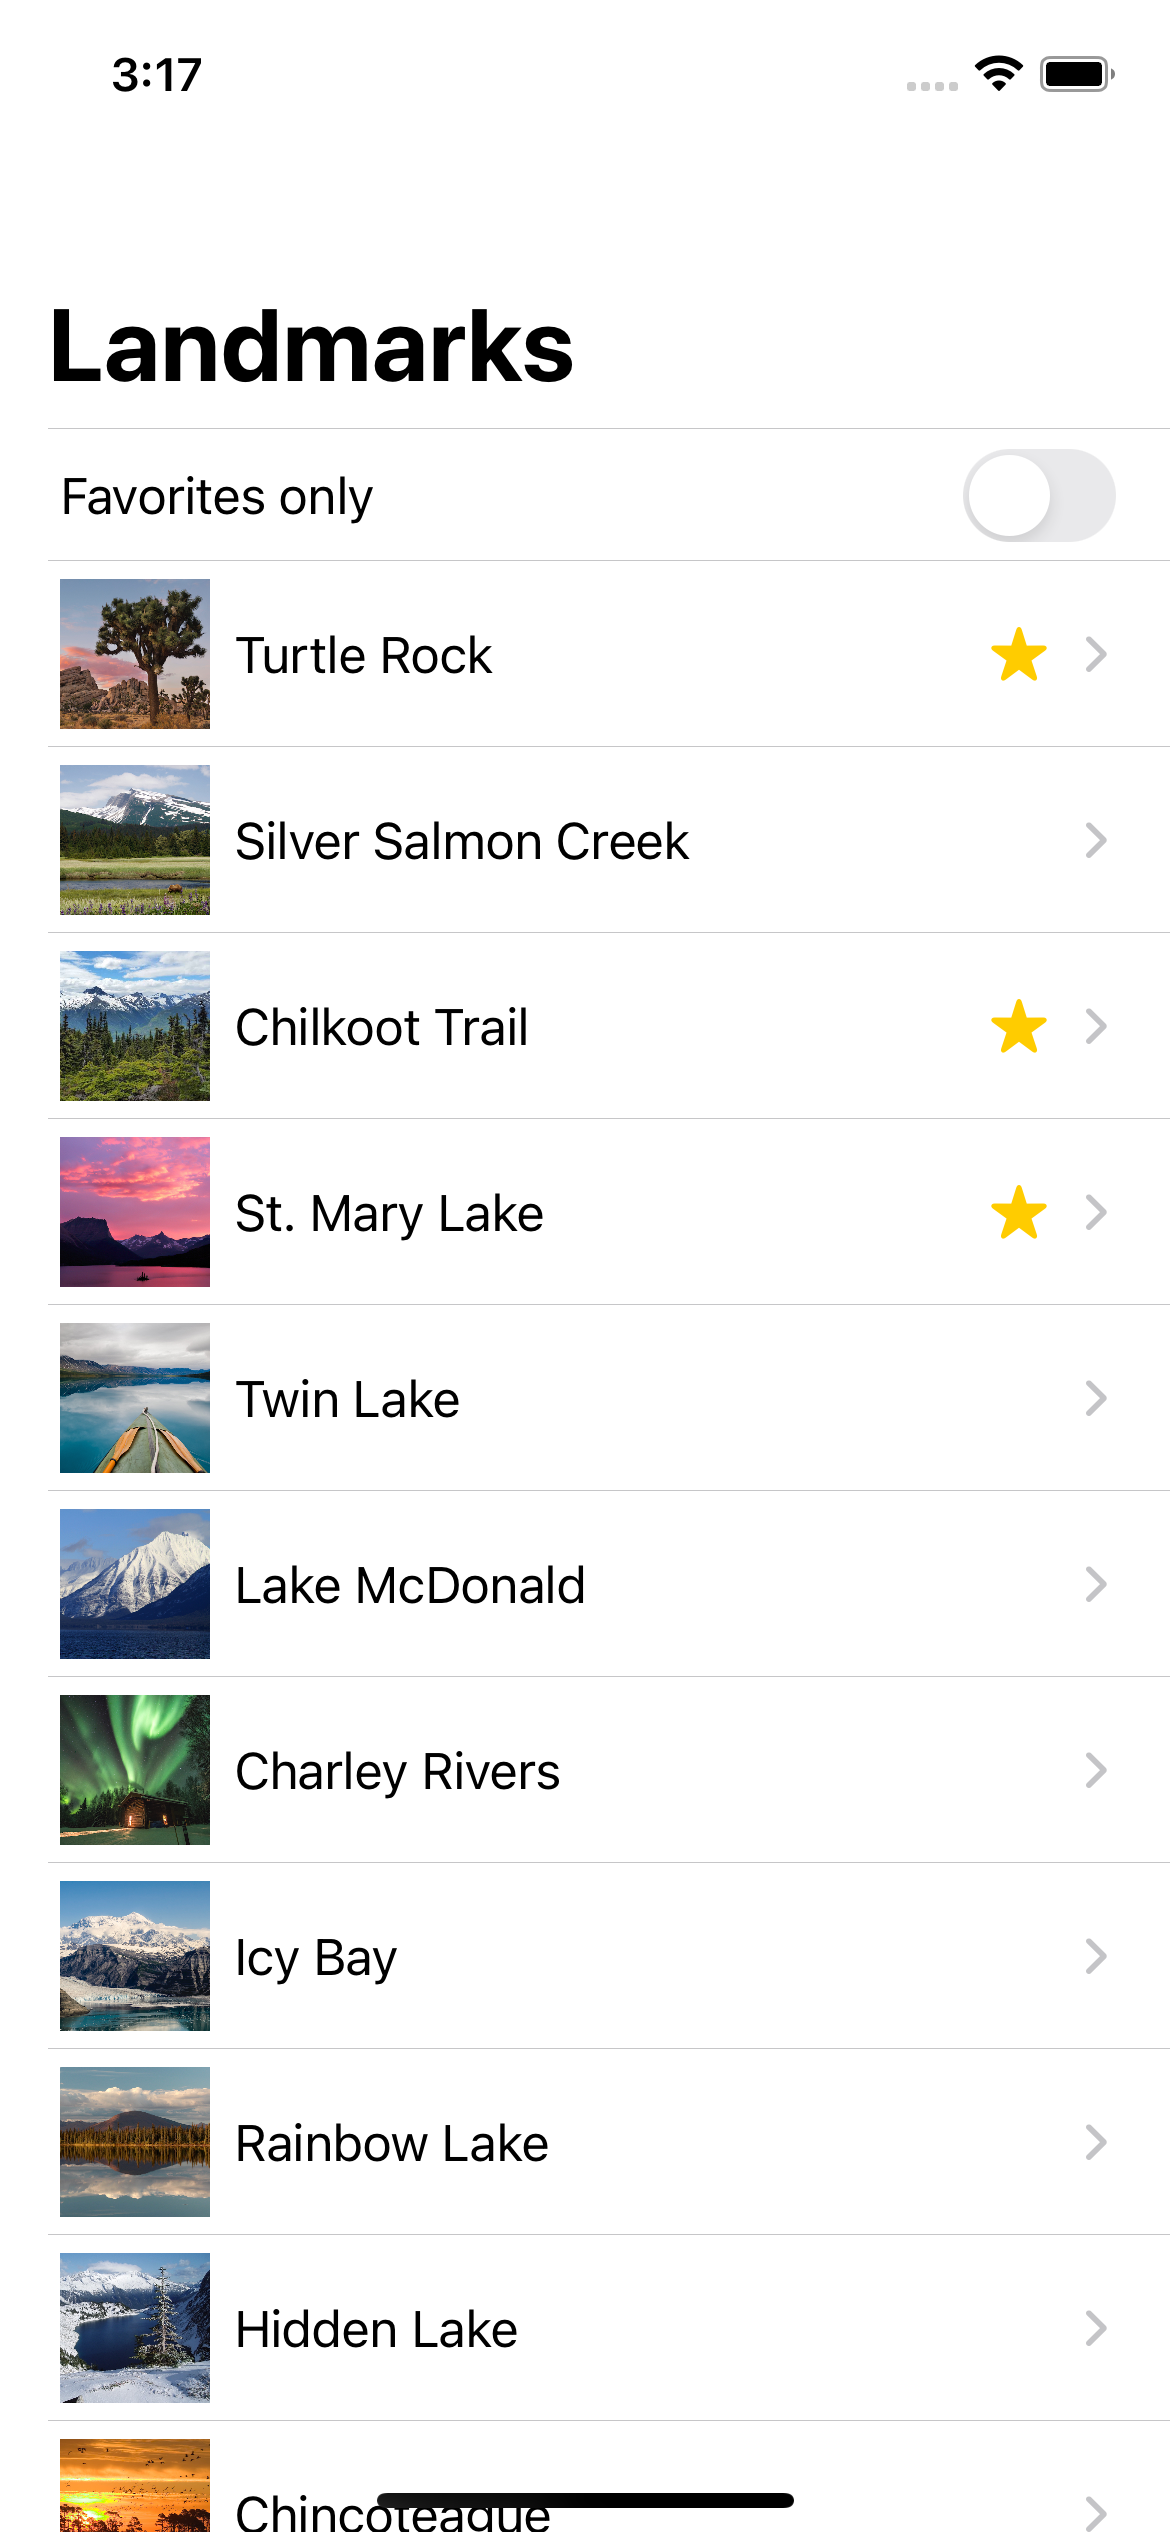 3:17
Landmarks
Favorites only
Turtle Rock
Silver Salmon Creek
Chilkoot Trail
St. Mary Lake
Twin Lake
Lake McDonald
Charley Rivers
Icy Bay
Rainbow Lake
Hidden Lake
Chincoteague